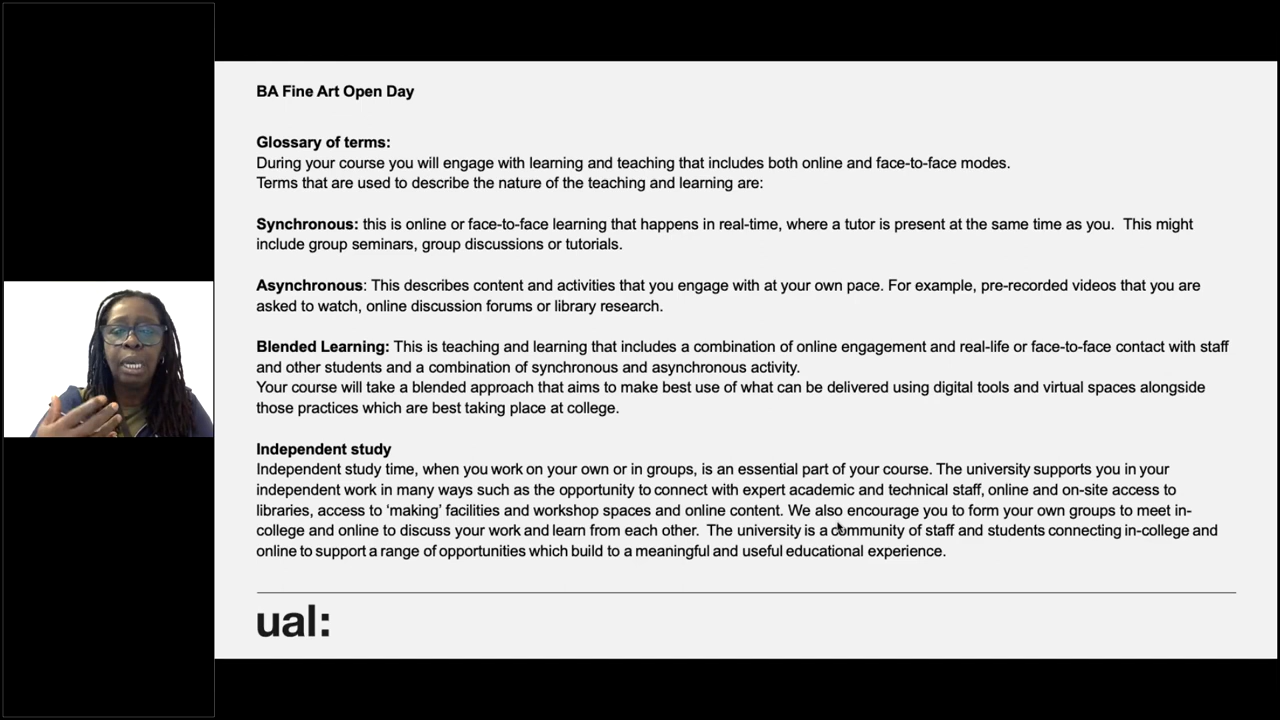 BA Fine Art Open Day
Glossary of terms:
During your course you will engage with learning and teaching that includes both online and face-to-face modes.
Terms that are used to describe the nature of the teaching and learning are:
Synchronous: this is online or face-to-face learning that happens in real-time, where a tutor is present at the same time as you.  This might
include group seminars, group discussions or tutorials.
Asynchronous: This describes content and activities that you engage with at your own pace. For example, pre-recorded videos that you are
asked to watch, online discussion forums or library research.
Blended Learning: This is teaching and learning that includes a combination of online engagement and real-life or face-to-face contact with staff
and other students and a combination of synchronous and asynchronous activity.
Your course will take a blended approach that aims to make best use of what can be delivered using digital tools and virtual spaces alongside
those practices which are best taking place at college.
Independent study
Independent study time, when you work on your own or in groups, is an essential part of your course. The university supports you in your
independent work in many ways such as the opportunity to connect with expert academic and technical staff, online and on-site access to
libraries, access to ‘making’ facilities and workshop spaces and online content. We also encourage you to form your own groups to meet in-
college and online to discuss your work and learn from each other.  The university is a community of staff and students connecting in-college and
online to support a range of opportunities which build to a meaningful and useful educational experience.
ual: